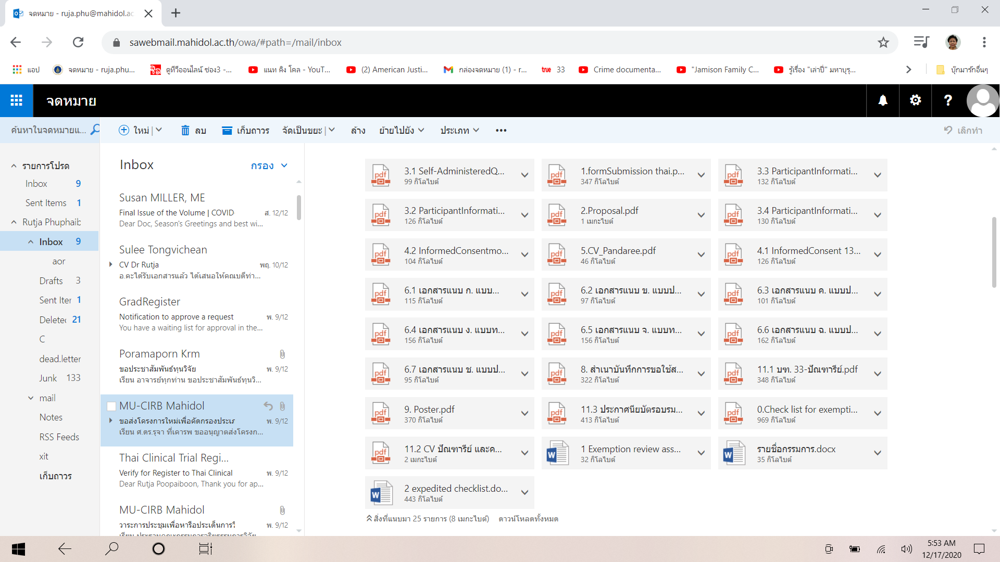 จดหมาย - ruja.phu@mahidol.ac
sawebmail.mahidol.ac.th/owa/#path=/mail/inbox
แอป
จดหมาย - ruja.phu...
ดูทีวีออนไลน์ ช่อง3 -...
แนท คิง โคล - YouT...
(2) American Justi...
กล่องจดหมาย (1) - r...
true 33
Crime documenta...
"Jamison Family C...
รู้เรื่อง "เล่าปี่" มหาบุรุ...
บุ๊กมาร์กอื่นๆ
จดหมาย
ค้นหาในจดหมายแ...
ใหม่
ลบ
เก็บถาวร
จัดเป็นขยะ
ล้าง
ย้ายไปยัง
ประเภท
เลิกทำ
รายการโปรด
Inbox 9
Sent Items 1
Rutja Phuphaib
Inbox 9
aor
Drafts 3
Sent Iter 1
Deleted 21
C
dead.letter
Junk 133
mail
Notes
RSS Feeds
xit
เก็บถาวร
Inbox
กรอง
Susan MILLER, ME
Final Issue of the Volume | COVID- ส. 12/12
Dear Doc, Season's Greetings and best wi...
Sulee Tongvichean
CV Dr Rutja พฤ. 10/12
อ.คะได้รับเอกสารแล้ว ได้เสนอให้คณบดีท่า...
GradRegister
Notification to approve a request พ. 9/12
You have a waiting list for approval in the...
Poramaporn Krm
ขอประชาสัมพันธ์ทุนวิจัย พ. 9/12
เรียน อาจารย์ทุกท่าน ขอประชาสัมพันธ์ทุนวิ...
MU-CIRB Mahidol
ขอส่งโครงการใหม่เพื่อคัดกรองประเภ พ. 9/12
เรียน ศ.ดร.รุจา ที่เคารพ ขออนุญาตส่งโครงก...
Thai Clinical Trial Regi...
Verify for Register to Thai Clinical พ. 9/12
Dear Rutja Poopaiboon, Thank you for ap...
MU-CIRB Mahidol
วาระการประชุมเพื่อหารือประเด็นการวิ พ. 9/12
เรียน ประธานคณะกรรมการจริยธรรมการวิจัย
3.1 Self-AdministeredQ...
99 กิโลไบต์
1.formSubmission thai.p...
347 กิโลไบต์
3.3 ParticipantInformati...
132 กิโลไบต์
3.2 ParticipantInformati...
126 กิโลไบต์
2.Proposal.pdf
1 เมกะไบต์
3.4 ParticipantInformati...
130 กิโลไบต์
4.2 InformedConsentmo...
104 กิโลไบต์
5.CV_Pandaree.pdf
46 กิโลไบต์
4.1 InformedConsent 13...
126 กิโลไบต์
6.1 เอกสารแนบ ก. แบบ...
115 กิโลไบต์
6.2 เอกสารแนบ ข. แบบป...
97 กิโลไบต์
6.3 เอกสารแนบ ค. แบบป...
101 กิโลไบต์
6.4 เอกสารแนบ ง. แบบท...
156 กิโลไบต์
6.5 เอกสารแนบ จ. แบบท...
156 กิโลไบต์
6.6 เอกสารแนบ ฉ. แบบป...
162 กิโลไบต์
6.7 เอกสารแนบ ช. แบบป...
95 กิโลไบต์
8. สำเนาบันทึกการขอใช้ส...
322 กิโลไบต์
11.1 บฑ. 33-ปัณฑารีย์.pdf
348 กิโลไบต์
9. Poster.pdf
370 กิโลไบต์
11.3 ประกาศนียบัตรอบรม...
413 กิโลไบต์
0.Check list for exempti...
969 กิโลไบต์
11.2 CV ปัณฑารีย์ และค...
2 เมกะไบต์
1 Exemption review ass...
32 กิโลไบต์
รายชื่อกรรมการ.docx
35 กิโลไบต์
2 expedited checklist.do...
443 กิโลไบต์
สิ่งที่แนบมา 25 รายการ (8 เมกะไบต์) ดาวน์โหลดทั้งหมด
5:53 AM
12/17/2020